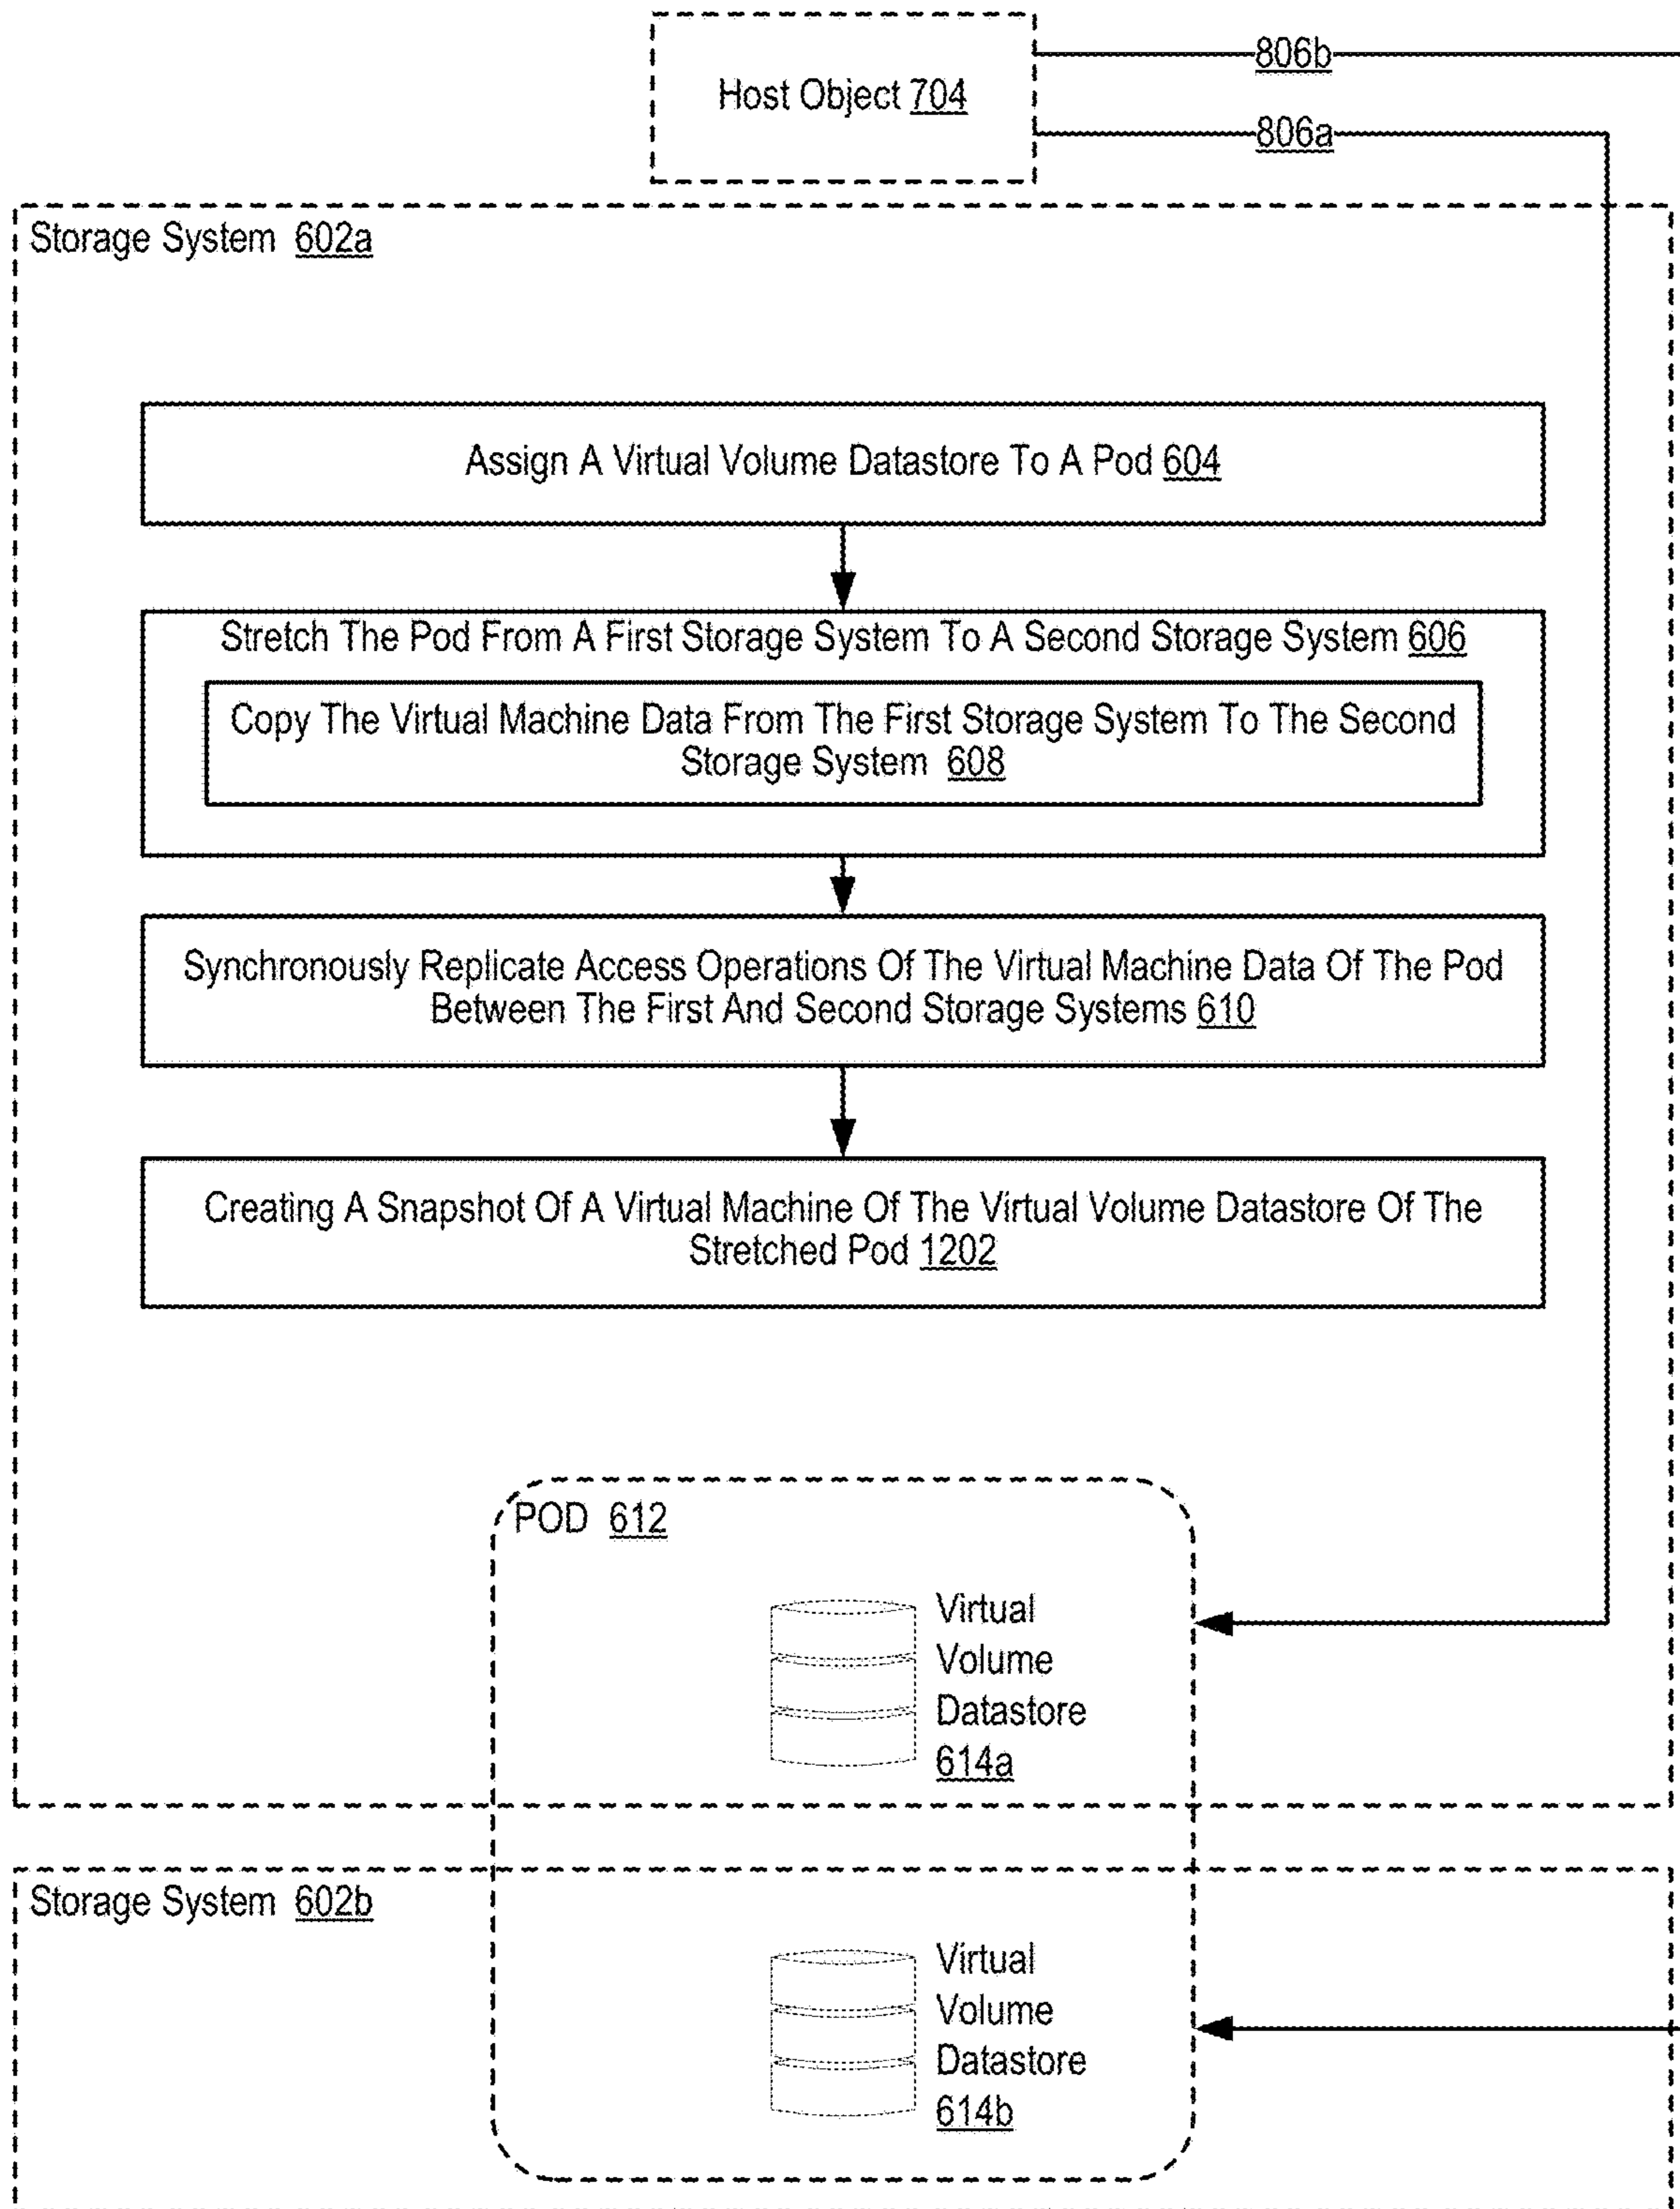 806b
Host Object 704
806a
Storage System 602a
Assign A Virtual Volume Datastore To A Pod 604
Stretch The Pod From A First Storage System To A Second Storage System 606
Copy The Virtual Machine Data From The First Storage System To The Second
Storage System 608
Synchronously Replicate Access Operations Of The Virtual Machine Data Of The Pod
Between The First And Second Storage Systems 610
Creating A Snapshot Of A Virtual Machine Of The Virtual Volume Datastore Of The
Stretched Pod 1202
POD 612
Virtual
Volume
Datastore
614a
Storage System 602b
Virtual
Volume
Datastore
614b